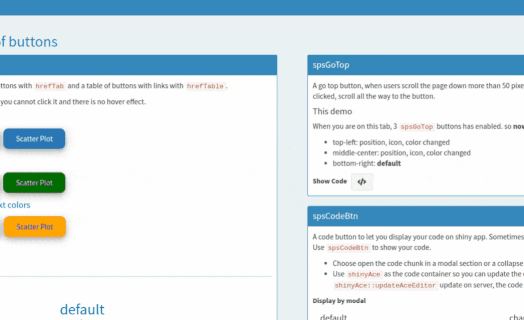 of buttons
ttons with hrefTab and a table of buttons with links with hrefTable.
you cannot click it and there is no hover effect.
Scatter Plot
Scatter Plot
xt colors
Scatter Plot
default
spsGoTop
A go top button, when users scroll the page down more than 50 pixe
clicked, scroll all the way to the button.
This demo
When you are on this tab, 3 spsGoTop buttons has enabled. so now
top-left: position, icon, color changed
middle-center: position, icon, color changed
bottom-right: default
Show Code </>
spsCodeBtn
A code button to let you display your code on shiny app. Sometimes
Use spsCodeBtn to show your code.
Choose open the code chunk in a modal section or a collapse
Use shinyAce as the code container so you can update the
shinyAce::updateAceEditor update on server, the code
Display by modal
default cha